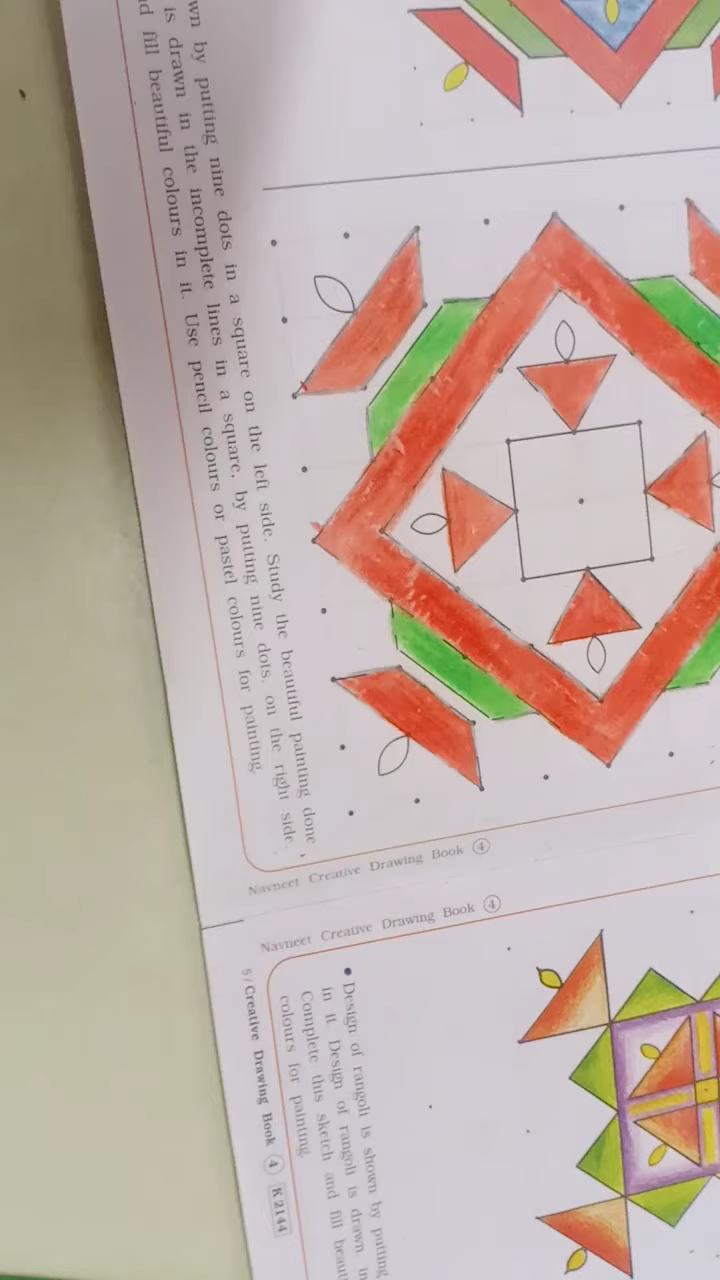 wn by putting nine dots in a square on the left side. Study the beautiful painting done
is drawn in the incomplete lines in a square, by putting nine dots, on the right side.
d fill beautiful colours in it. Use pencil colours or pastel colours for painting.
Navneet Creative Drawing Book 4
Navneet Creative Drawing Book 4
• Design of rangoli is shown by putting
in it. Design of rangoli is drawn in
Complete this sketch and fill beaut
colours for painting.
5/Creative Drawing Book 4 K 2144